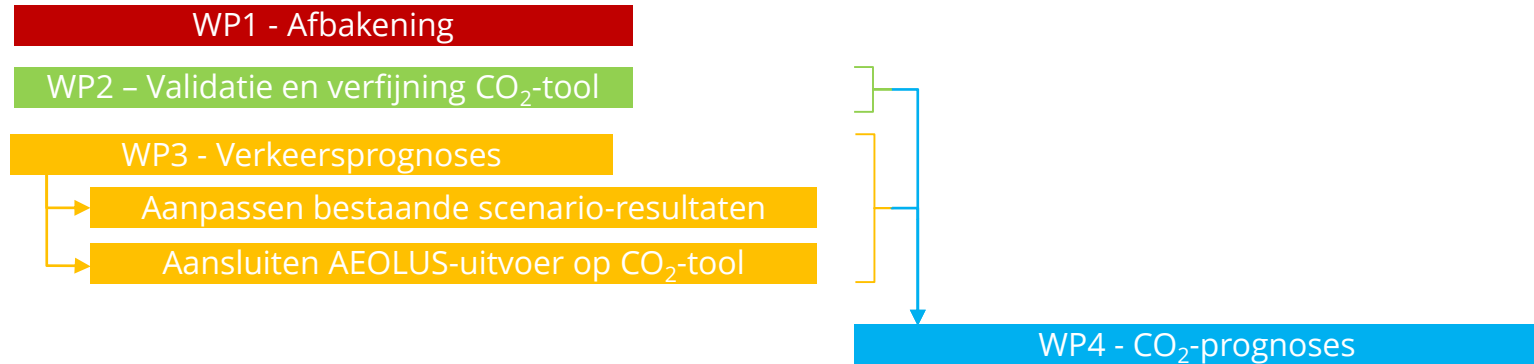 WP1 - Afbakening
WP2 – Validatie en verfijning CO₂-tool
WP3 - Verkeersprognoses
Aanpassen bestaande scenario-resultaten
Aansluiten AEOLUS-uitvoer op CO₂-tool
WP4 - CO₂-prognoses